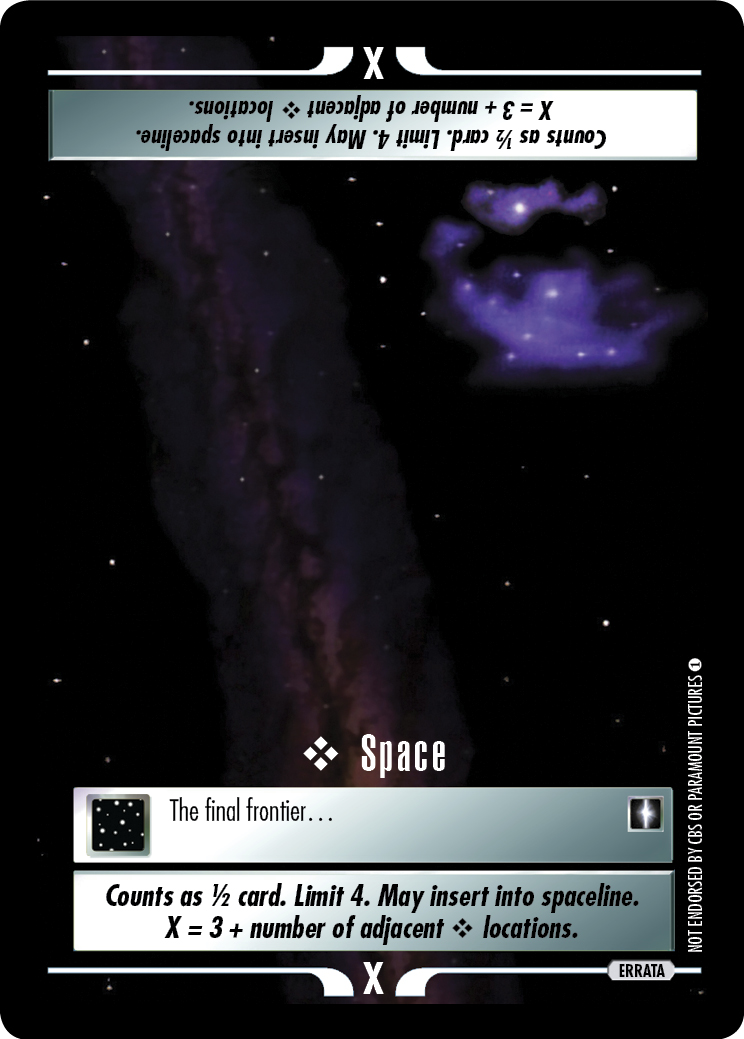 X
X = 3 + number of adjacent ❖ locations.
Counts as ½ card. Limit 4. May insert into spaceline.
❖ Space
The final frontier…
Counts as ½ card. Limit 4. May insert into spaceline.
X = 3 + number of adjacent ❖ locations.
X
ERRATA
NOT ENDORSED BY CBS OR PARAMOUNT PICTURES ❶